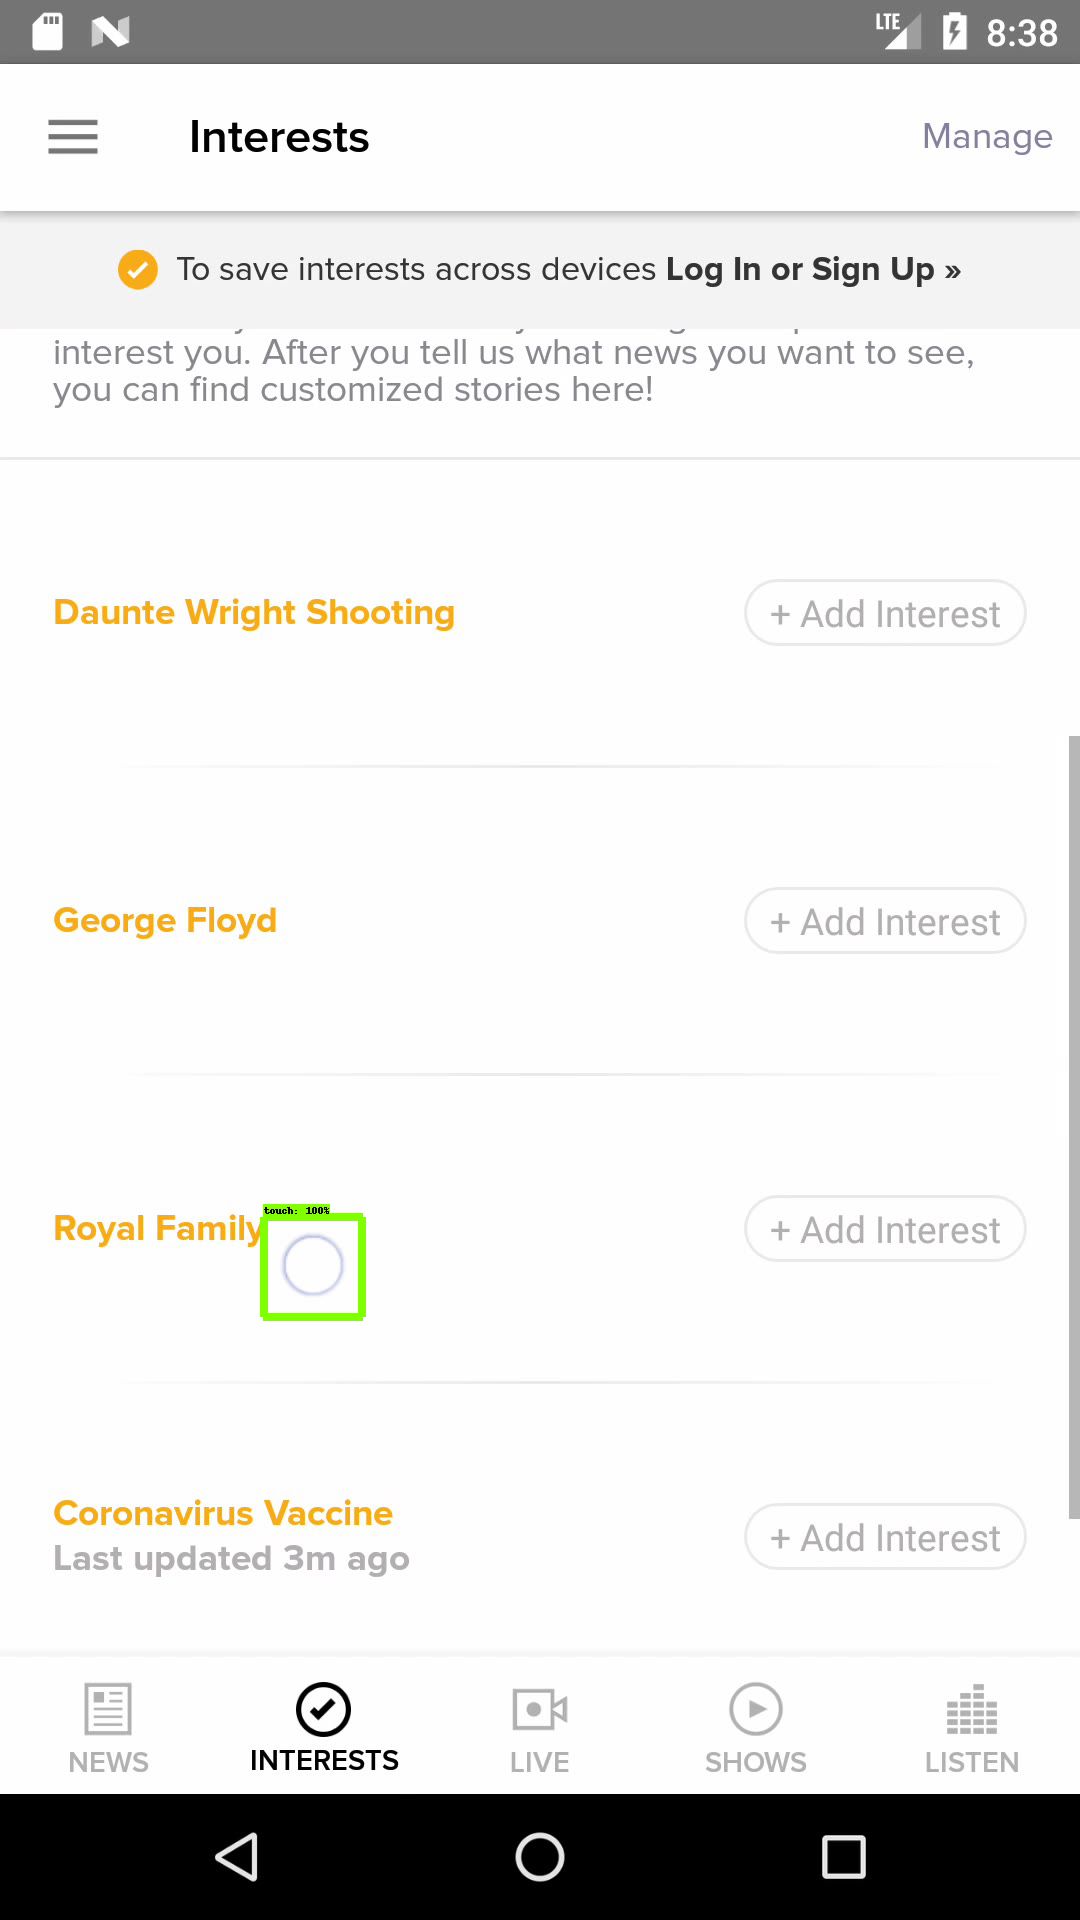 LTE 8:38
Interests
Manage
To save interests across devices Log In or Sign Up »
interest you. After you tell us what news you want to see,
you can find customized stories here!
Daunte Wright Shooting
+ Add Interest
George Floyd
+ Add Interest
touch: 100%
Royal Family
+ Add Interest
Coronavirus Vaccine
Last updated 3m ago
+ Add Interest
NEWS
INTERESTS
LIVE
SHOWS
LISTEN